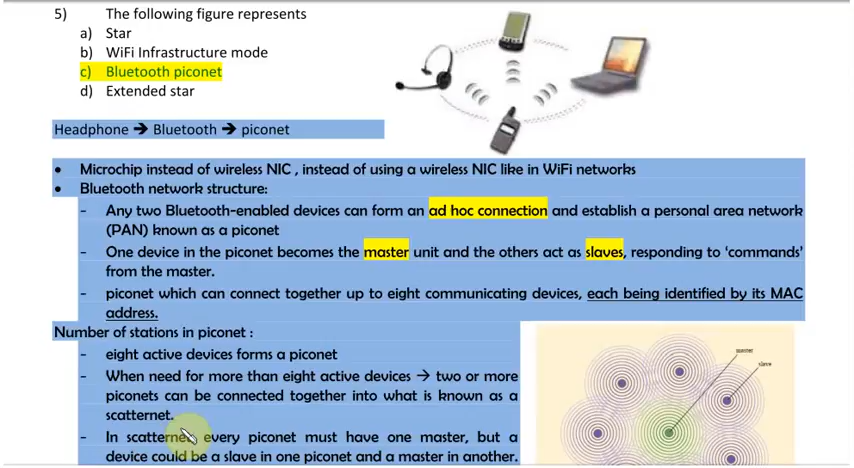 5) The following figure represents
a) Star
b) WiFi Infrastructure mode
c) Bluetooth piconet
d) Extended star
Headphone ➔ Bluetooth ➔ piconet
• Microchip instead of wireless NIC , instead of using a wireless NIC like in WiFi networks
• Bluetooth network structure:
- Any two Bluetooth-enabled devices can form an ad hoc connection and establish a personal area network
(PAN) known as a piconet
- One device in the piconet becomes the master unit and the others act as slaves, responding to ‘commands’
from the master.
- piconet which can connect together up to eight communicating devices, each being identified by its MAC
address.
Number of stations in piconet :
- eight active devices forms a piconet
- When need for more than eight active devices → two or more
piconets can be connected together into what is known as a
scatternet.
- In scatternet, every piconet must have one master, but a
device could be a slave in one piconet and a master in another.
master
slave